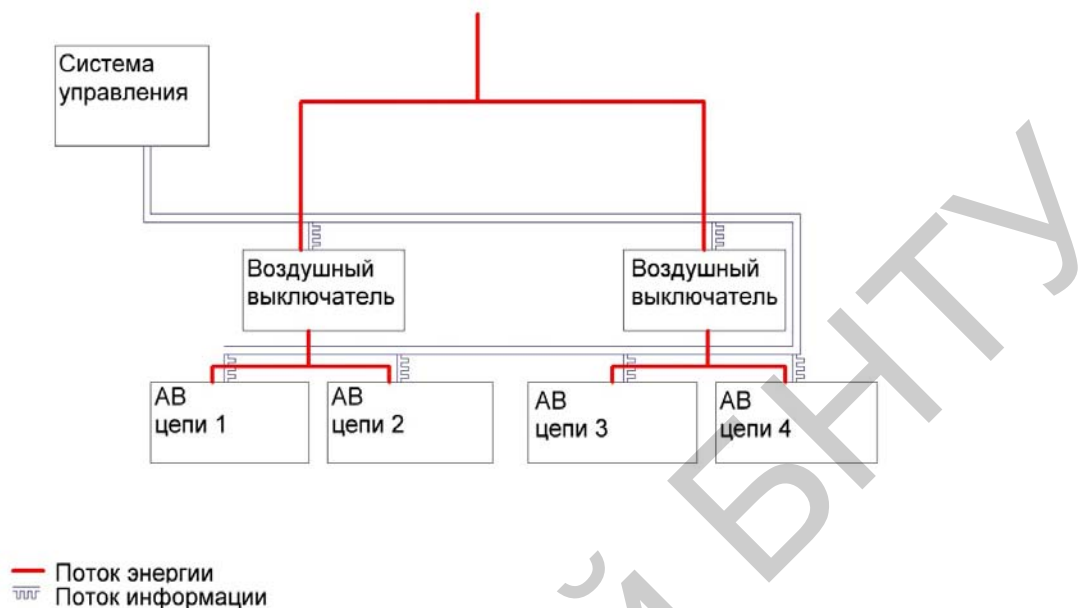 Система
управления
Воздушный
выключатель
Воздушный
выключатель
АВ
цепи 1
АВ
цепи 2
АВ
цепи 3
АВ
цепи 4
Поток энергии
Поток информации
Й БНТУ